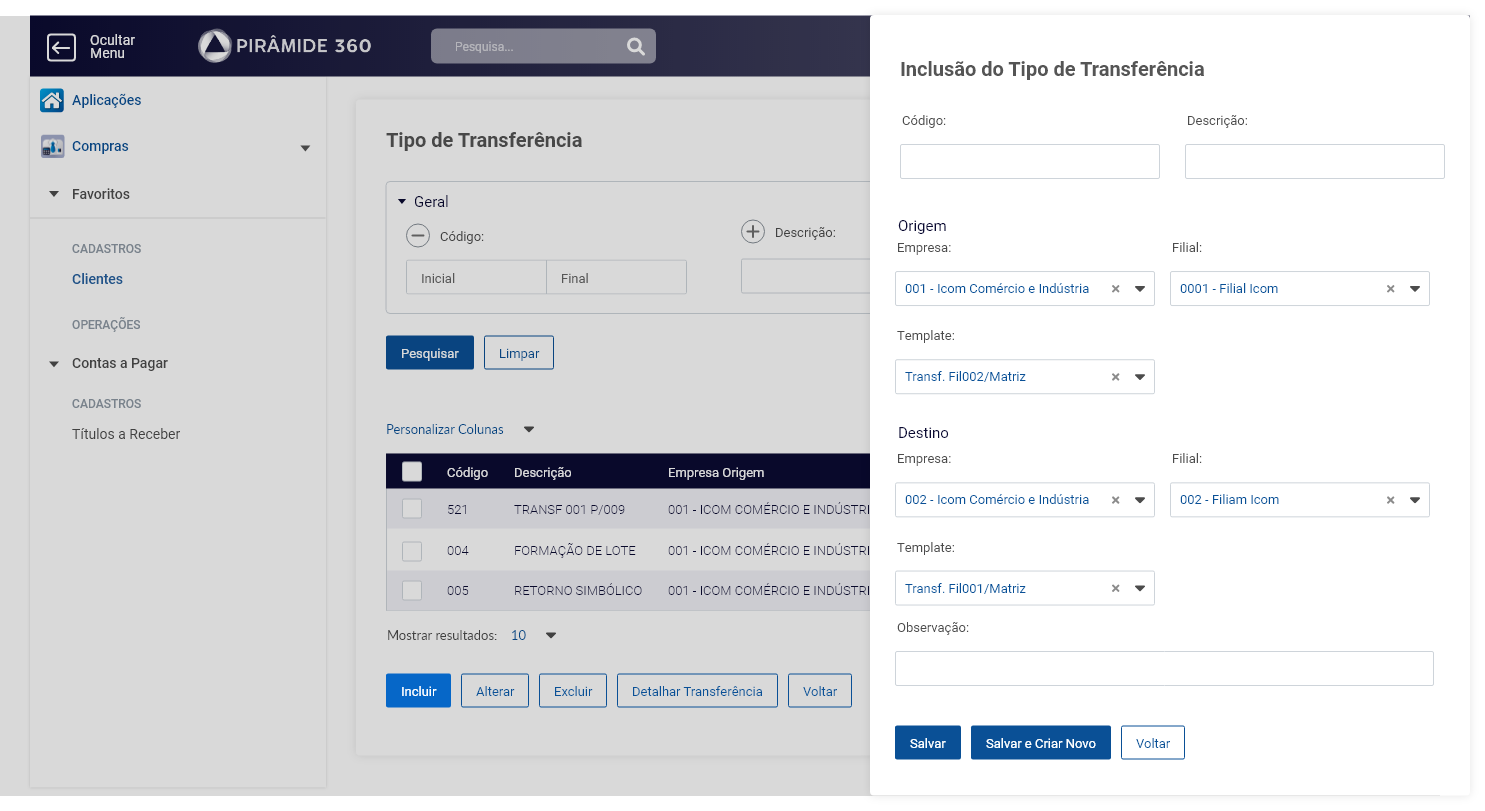 Ocultar
Menu
PIRÂMIDE 360
Pesquisa...
Aplicações
Compras
Favoritos
CADASTROS
Clientes
OPERAÇÕES
Contas a Pagar
CADASTROS
Títulos a Receber
Tipo de Transferência
Geral
Código: Descrição:
Inicial Final
Pesquisar Limpar
Personalizar Colunas
Código Descrição Empresa Origem
521 TRANSF 001 P/009 001 - ICOM COMÉRCIO E INDÚSTRI
004 FORMAÇÃO DE LOTE 001 - ICOM COMÉRCIO E INDÚSTRI
005 RETORNO SIMBÓLICO 001 - ICOM COMÉRCIO E INDÚSTRI
Mostrar resultados: 10
Incluir Alterar Excluir Detalhar Transferência Voltar
Inclusão do Tipo de Transferência
Código: Descrição:
Origem
Empresa: Filial:
001 - Icom Comércio e Indústria 0001 - Filial Icom
Template:
Transf. Fil002/Matriz
Destino
Empresa: Filial:
002 - Icom Comércio e Indústria 002 - Filiam Icom
Template:
Transf. Fil001/Matriz
Observação:
Salvar Salvar e Criar Novo Voltar